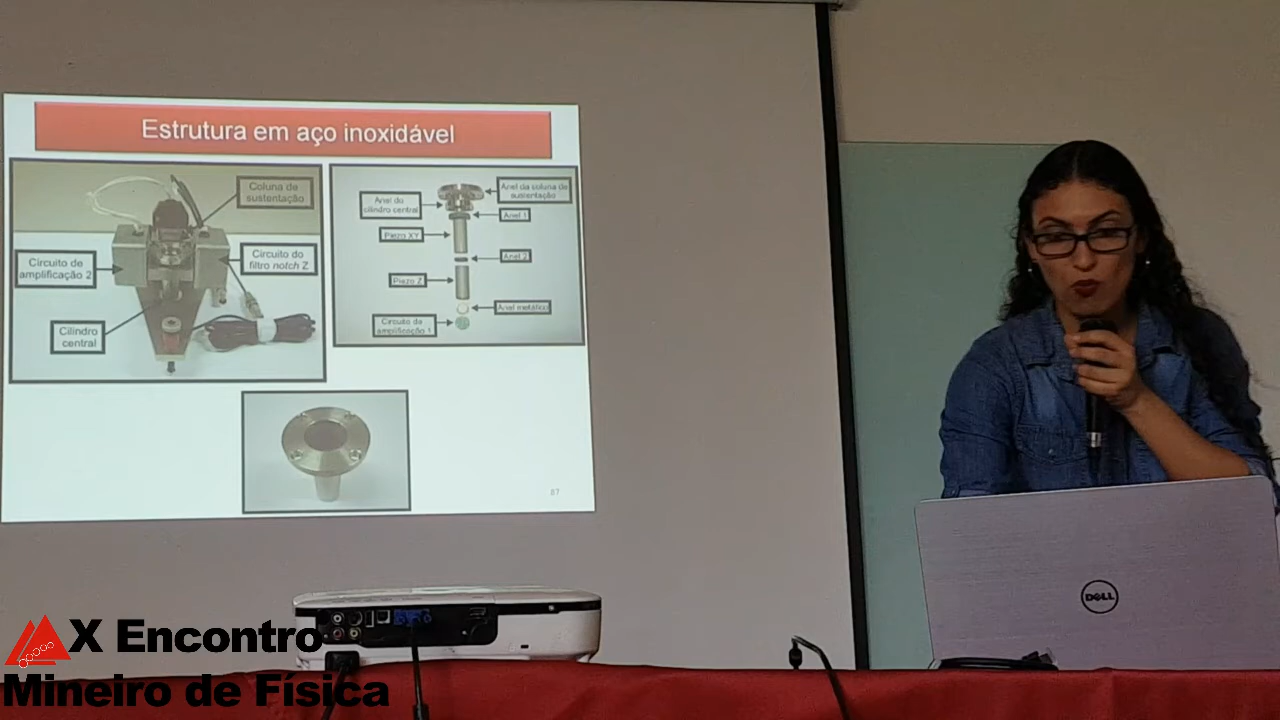 Estrutura em aço inoxidável
Coluna de
sustentação
Circuito de
amplificação 2
Circuito do
filtro notch Z
Cilindro
central
Anel do
cilindro central
Anel da coluna de
sustentação
Anel 1
Piezo XY
Anel 2
Piezo Z
Anel metálico
Circuito de
amplificação 1
87
DELL
X Encontro
Mineiro de Física